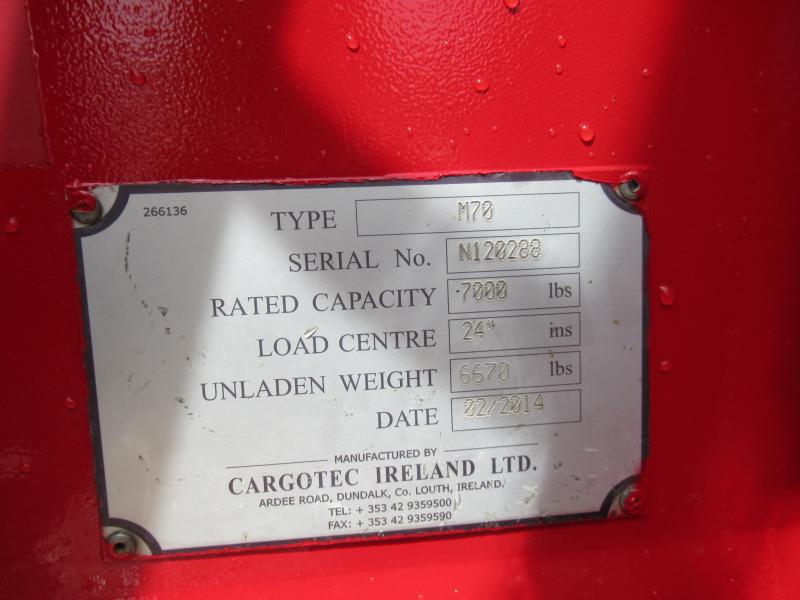 266136
TYPE M70
SERIAL No. N120288
RATED CAPACITY 7000 lbs
LOAD CENTRE 24" ins
UNLADEN WEIGHT 6670 lbs
DATE 02/2014
MANUFACTURED BY
CARGOTEC IRELAND LTD.
ARDEE ROAD, DUNDALK, Co. LOUTH, IRELAND.
TEL: + 353 42 9359500
FAX: + 353 42 9359590